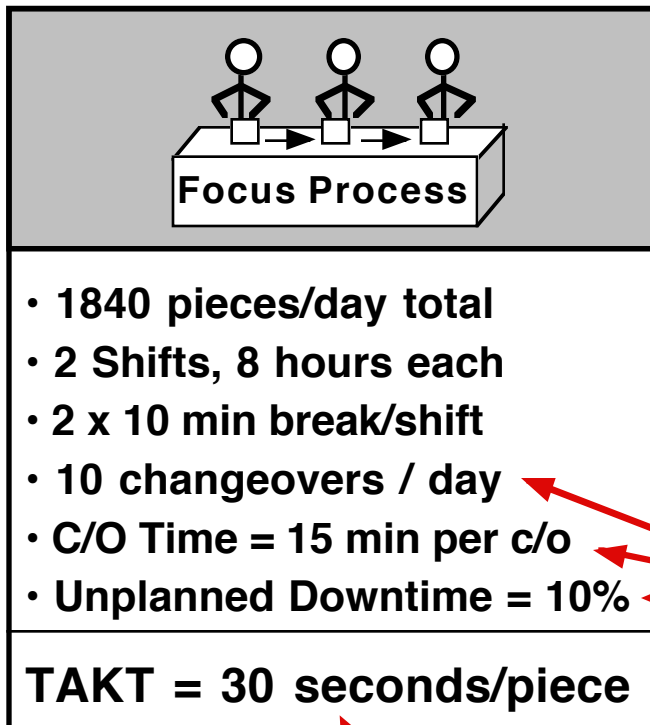 Focus Process
• 1840 pieces/day total
• 2 Shifts, 8 hours each
• 2 x 10 min break/shift
• 10 changeovers / day
• C/O Time = 15 min per c/o
• Unplanned Downtime = 10%
TAKT = 30 seconds/piece